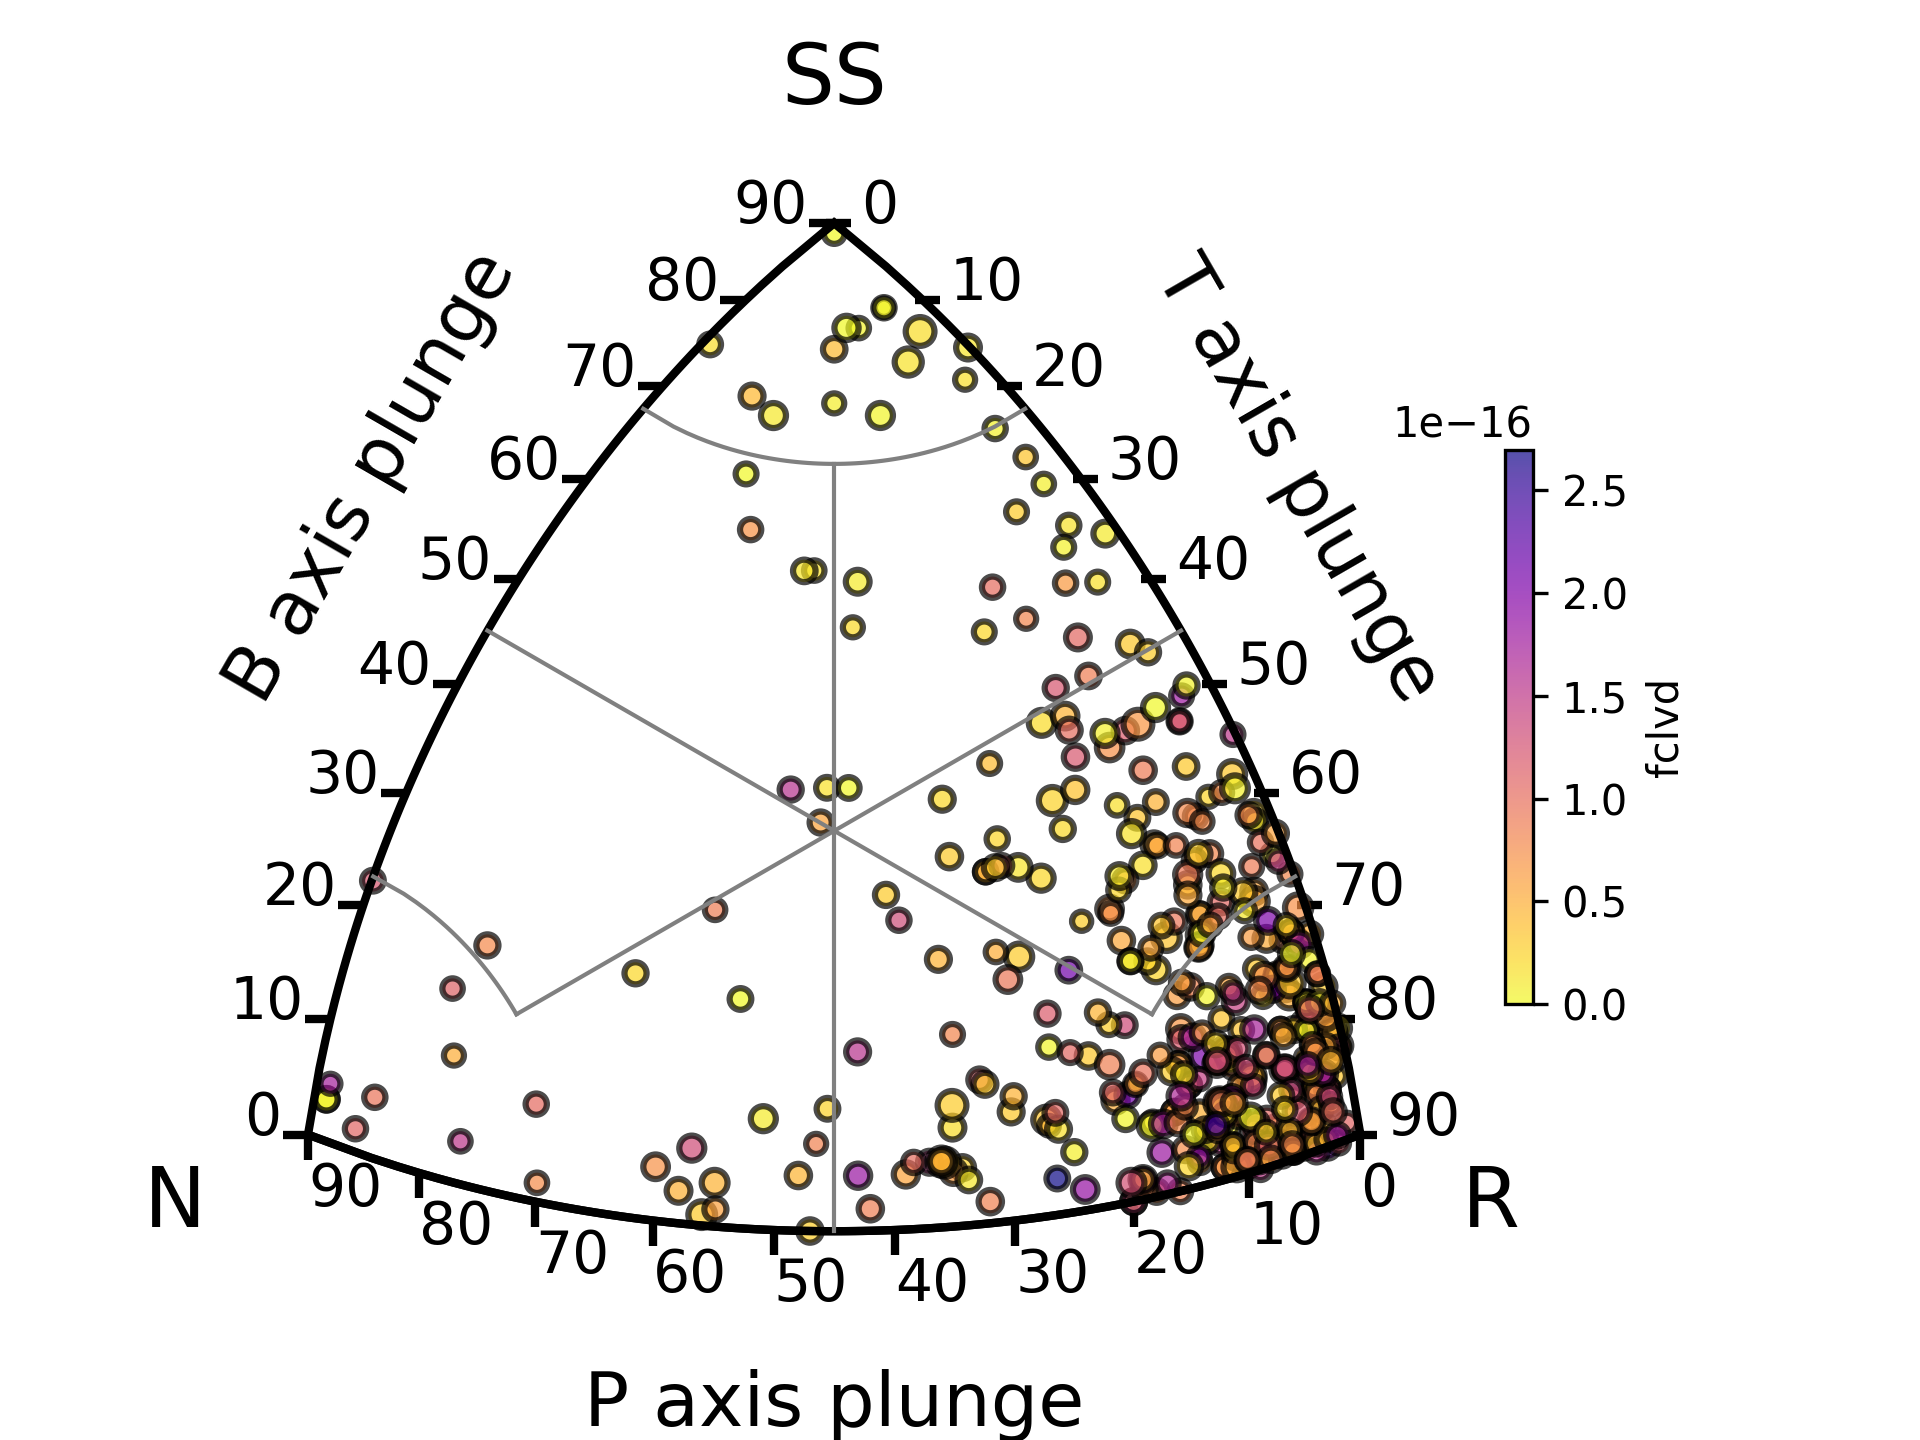 SS
90 0
80 10
70 20
60 30
50 40
40 50
30 60
20 70
10 80
0 90
B axis plunge
T axis plunge
N
R
90 80 70 60 50 40 30 20 10 0
P axis plunge
1e−16
2.5
2.0
1.5
1.0
0.5
0.0
fclvd